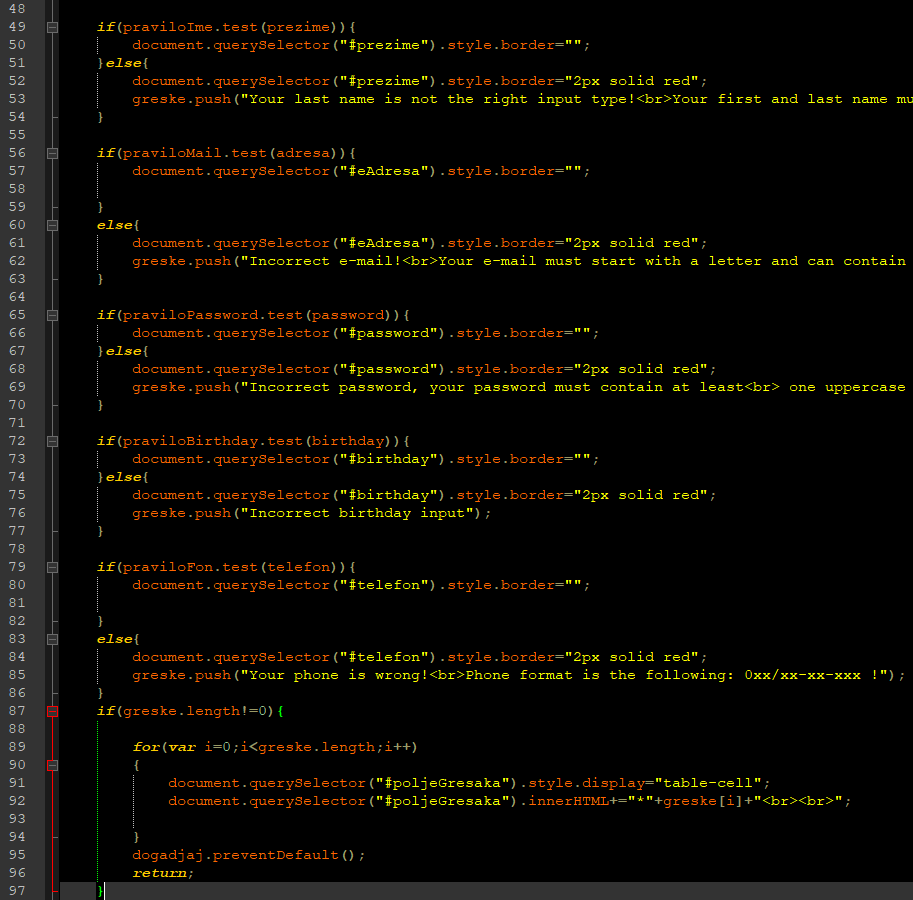 48
49 if(praviloIme.test(prezime)){
50 document.querySelector("#prezime").style.border="";
51 }else{
52 document.querySelector("#prezime").style.border="2px solid red";
53 greske.push("Your last name is not the right input type!<br>Your first and last name mu
54 }
55
56 if(praviloMail.test(adresa)){
57 document.querySelector("#eAdresa").style.border="";
58
59 }
60 else{
61 document.querySelector("#eAdresa").style.border="2px solid red";
62 greske.push("Incorrect e-mail!<br>Your e-mail must start with a letter and can contain
63 }
64
65 if(praviloPassword.test(password)){
66 document.querySelector("#password").style.border="";
67 }else{
68 document.querySelector("#password").style.border="2px solid red";
69 greske.push("Incorrect password, your password must contain at least<br> one uppercase
70 }
71
72 if(praviloBirthday.test(birthday)){
73 document.querySelector("#birthday").style.border="";
74 }else{
75 document.querySelector("#birthday").style.border="2px solid red";
76 greske.push("Incorrect birthday input");
77 }
78
79 if(praviloFon.test(telefon)){
80 document.querySelector("#telefon").style.border="";
81
82 }
83 else{
84 document.querySelector("#telefon").style.border="2px solid red";
85 greske.push("Your phone is wrong!<br>Phone format is the following: 0xx/xx-xx-xxx !");
86 }
87 if(greske.length!=0){
88
89 for(var i=0;i<greske.length;i++)
90 {
91 document.querySelector("#poljeGresaka").style.display="table-cell";
92 document.querySelector("#poljeGresaka").innerHTML+="*"+greske[i]+"<br><br>";
93
94 }
95 dogadjaj.preventDefault();
96 return;
97 }